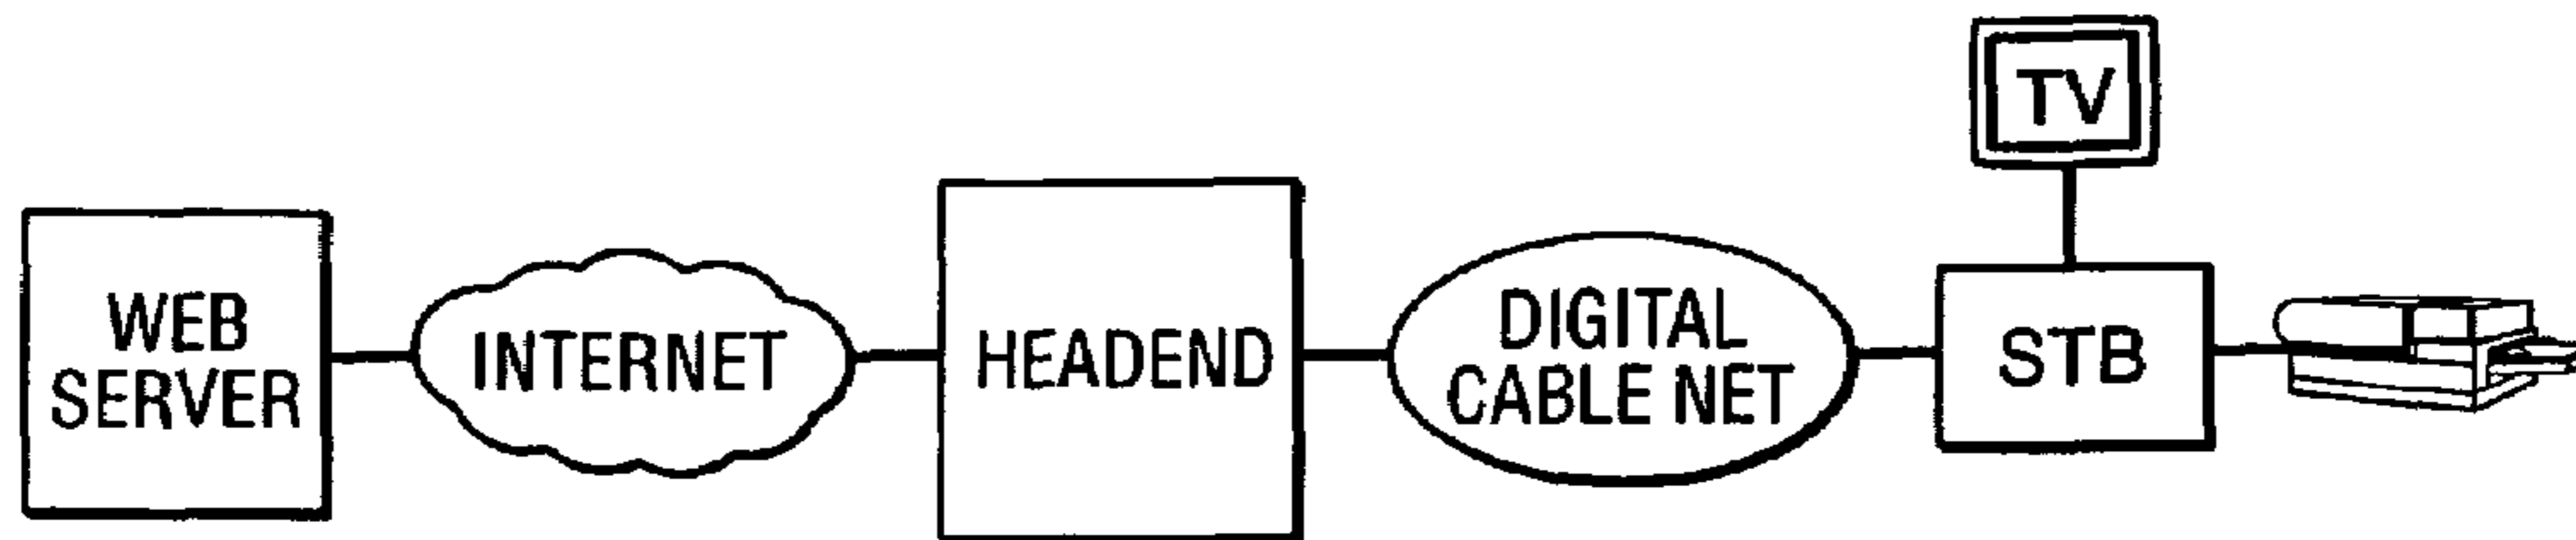 WEB
SERVER
INTERNET
HEADEND
DIGITAL
CABLE NET
TV
STB